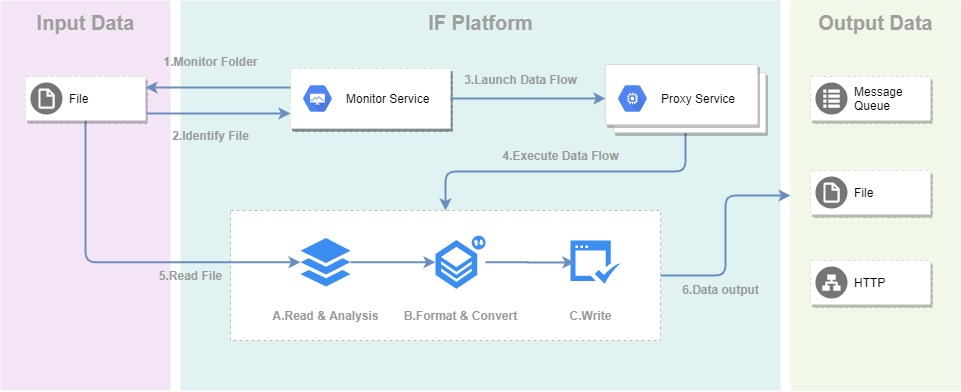 Input Data
IF Platform
Output Data
1.Monitor Folder
File
2.Identify File
Monitor Service
3.Launch Data Flow
Proxy Service
4.Execute Data Flow
5.Read File
A.Read & Analysis
B.Format & Convert
C.Write
6.Data output
Message
Queue
File
HTTP